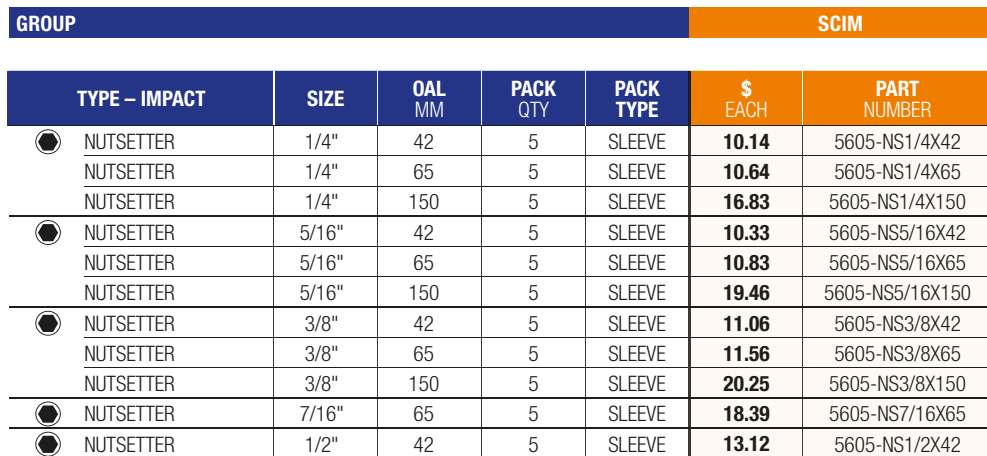 GROUP SCIM
TYPE – IMPACT SIZE OAL MM PACK QTY PACK TYPE $ EACH PART NUMBER
NUTSETTER 1/4" 42 5 SLEEVE 10.14 5605-NS1/4X42
NUTSETTER 1/4" 65 5 SLEEVE 10.64 5605-NS1/4X65
NUTSETTER 1/4" 150 5 SLEEVE 16.83 5605-NS1/4X150
NUTSETTER 5/16" 42 5 SLEEVE 10.33 5605-NS5/16X42
NUTSETTER 5/16" 65 5 SLEEVE 10.83 5605-NS5/16X65
NUTSETTER 5/16" 150 5 SLEEVE 19.46 5605-NS5/16X150
NUTSETTER 3/8" 42 5 SLEEVE 11.06 5605-NS3/8X42
NUTSETTER 3/8" 65 5 SLEEVE 11.56 5605-NS3/8X65
NUTSETTER 3/8" 150 5 SLEEVE 20.25 5605-NS3/8X150
NUTSETTER 7/16" 65 5 SLEEVE 18.39 5605-NS7/16X65
NUTSETTER 1/2" 42 5 SLEEVE 13.12 5605-NS1/2X42